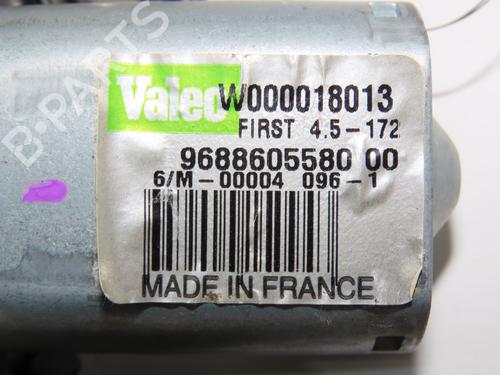 Valeo W000018013
FIRST 4.5-172
9688605580 00
6/M-00004 096-1
MADE IN FRANCE
B-PARTS